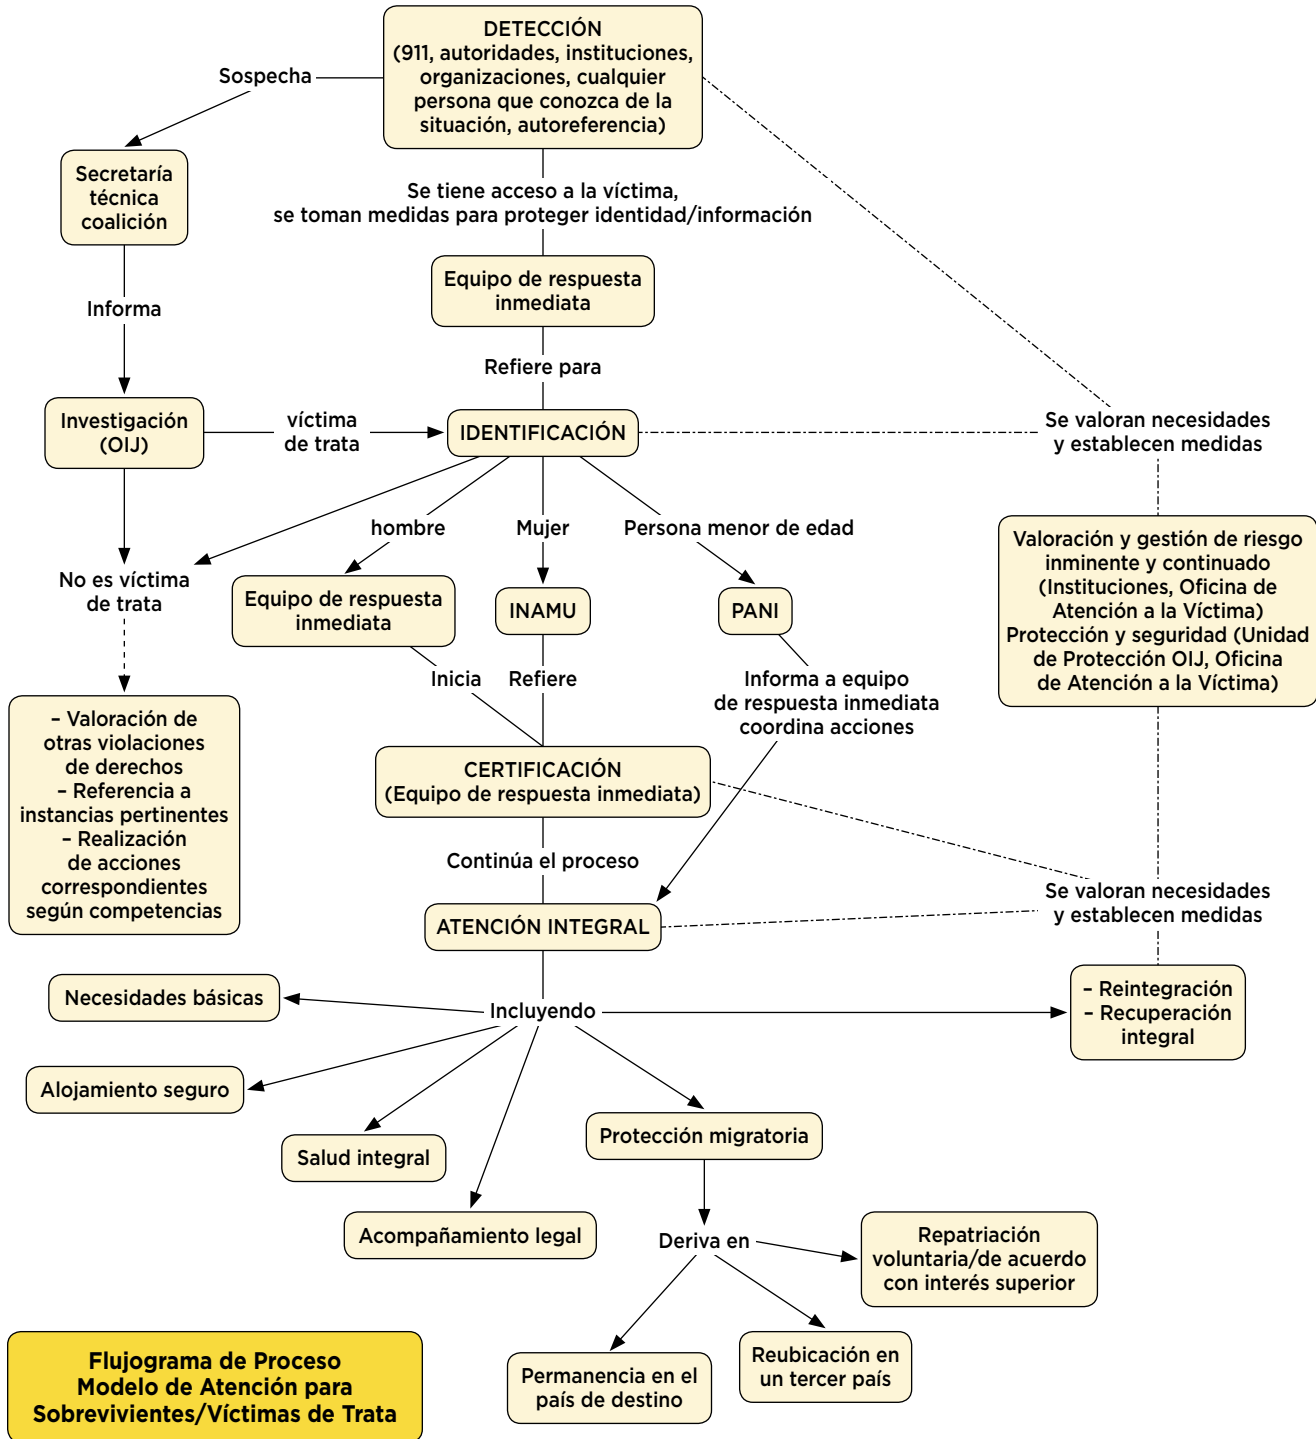 DETECCIÓN
(911, autoridades, instituciones,
organizaciones, cualquier
persona que conozca de la
situación, autoreferencia)
Sospecha
Secretaría
técnica
coalición
Se tiene acceso a la víctima,
se toman medidas para proteger identidad/información
Equipo de respuesta
inmediata
Informa
Refiere para
Investigación
(OIJ)
víctima
de trata
IDENTIFICACIÓN
Se valoran necesidades
y establecen medidas
hombre
Mujer
Persona menor de edad
No es víctima
de trata
Equipo de respuesta
inmediata
INAMU
PANI
Valoración y gestión de riesgo
inminente y continuado
(Instituciones, Oficina de
Atención a la Víctima)
Protección y seguridad (Unidad
de Protección OIJ, Oficina
de Atención a la Víctima)
Inicia
Refiere
Informa a equipo
de respuesta inmediata
coordina acciones
– Valoración de
otras violaciones
de derechos
– Referencia a
instancias pertinentes
– Realización
de acciones
correspondientes
según competencias
CERTIFICACIÓN
(Equipo de respuesta inmediata)
Continúa el proceso
Se valoran necesidades
y establecen medidas
ATENCIÓN INTEGRAL
Necesidades básicas
Incluyendo
– Reintegración
– Recuperación
integral
Alojamiento seguro
Salud integral
Protección migratoria
Acompañamiento legal
Deriva en
Repatriación
voluntaria/de acuerdo
con interés superior
Reubicación en
un tercer país
Permanencia en el
país de destino
Flujograma de Proceso
Modelo de Atención para
Sobrevivientes/Víctimas de Trata